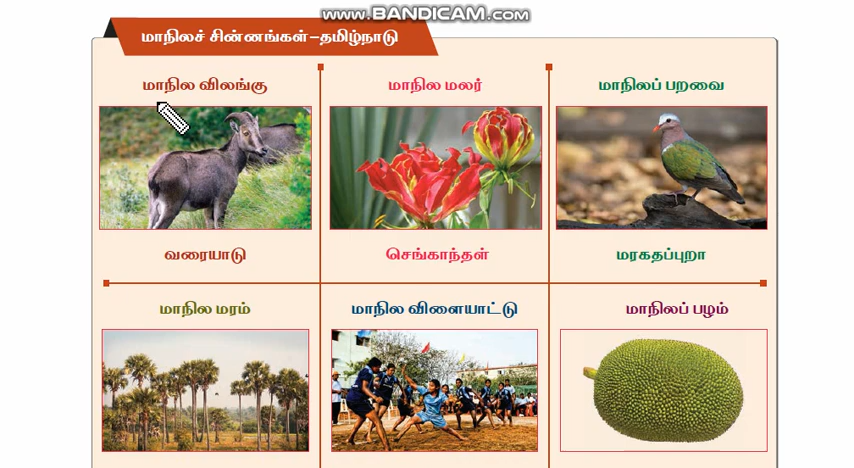 www.BANDICAM.com
மாநிலச் சின்னங்கள்–தமிழ்நாடு
மாநில விலங்கு
மாநில மலர்
மாநிலப் பறவை
வரையாடு
செங்காந்தள்
மரகதப்புறா
மாநில மரம்
மாநில விளையாட்டு
மாநிலப் பழம்